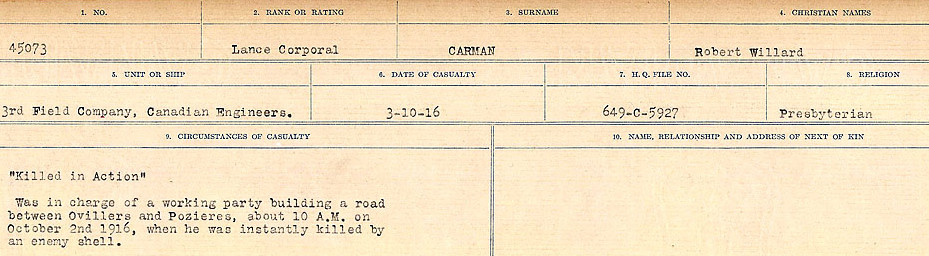 1. NO. 2. RANK OR RATING 3. SURNAME 4. CHRISTIAN NAMES
45073 Lance Corporal CARMAN Robert Willard
5. UNIT OR SHIP 6. DATE OF CASUALTY 7. H. Q. FILE NO. 8. RELIGION
3rd Field Company, Canadian Engineers. 3-10-16 649-C-5927 Presbyterian
9. CIRCUMSTANCES OF CASUALTY 10. NAME, RELATIONSHIP AND ADDRESS OF NEXT OF KIN
"Killed in Action"
Was in charge of a working party building a road
between Ovillers and Pozieres, about 10 A.M. on
October 2nd 1916, when he was instantly killed by
an enemy shell.